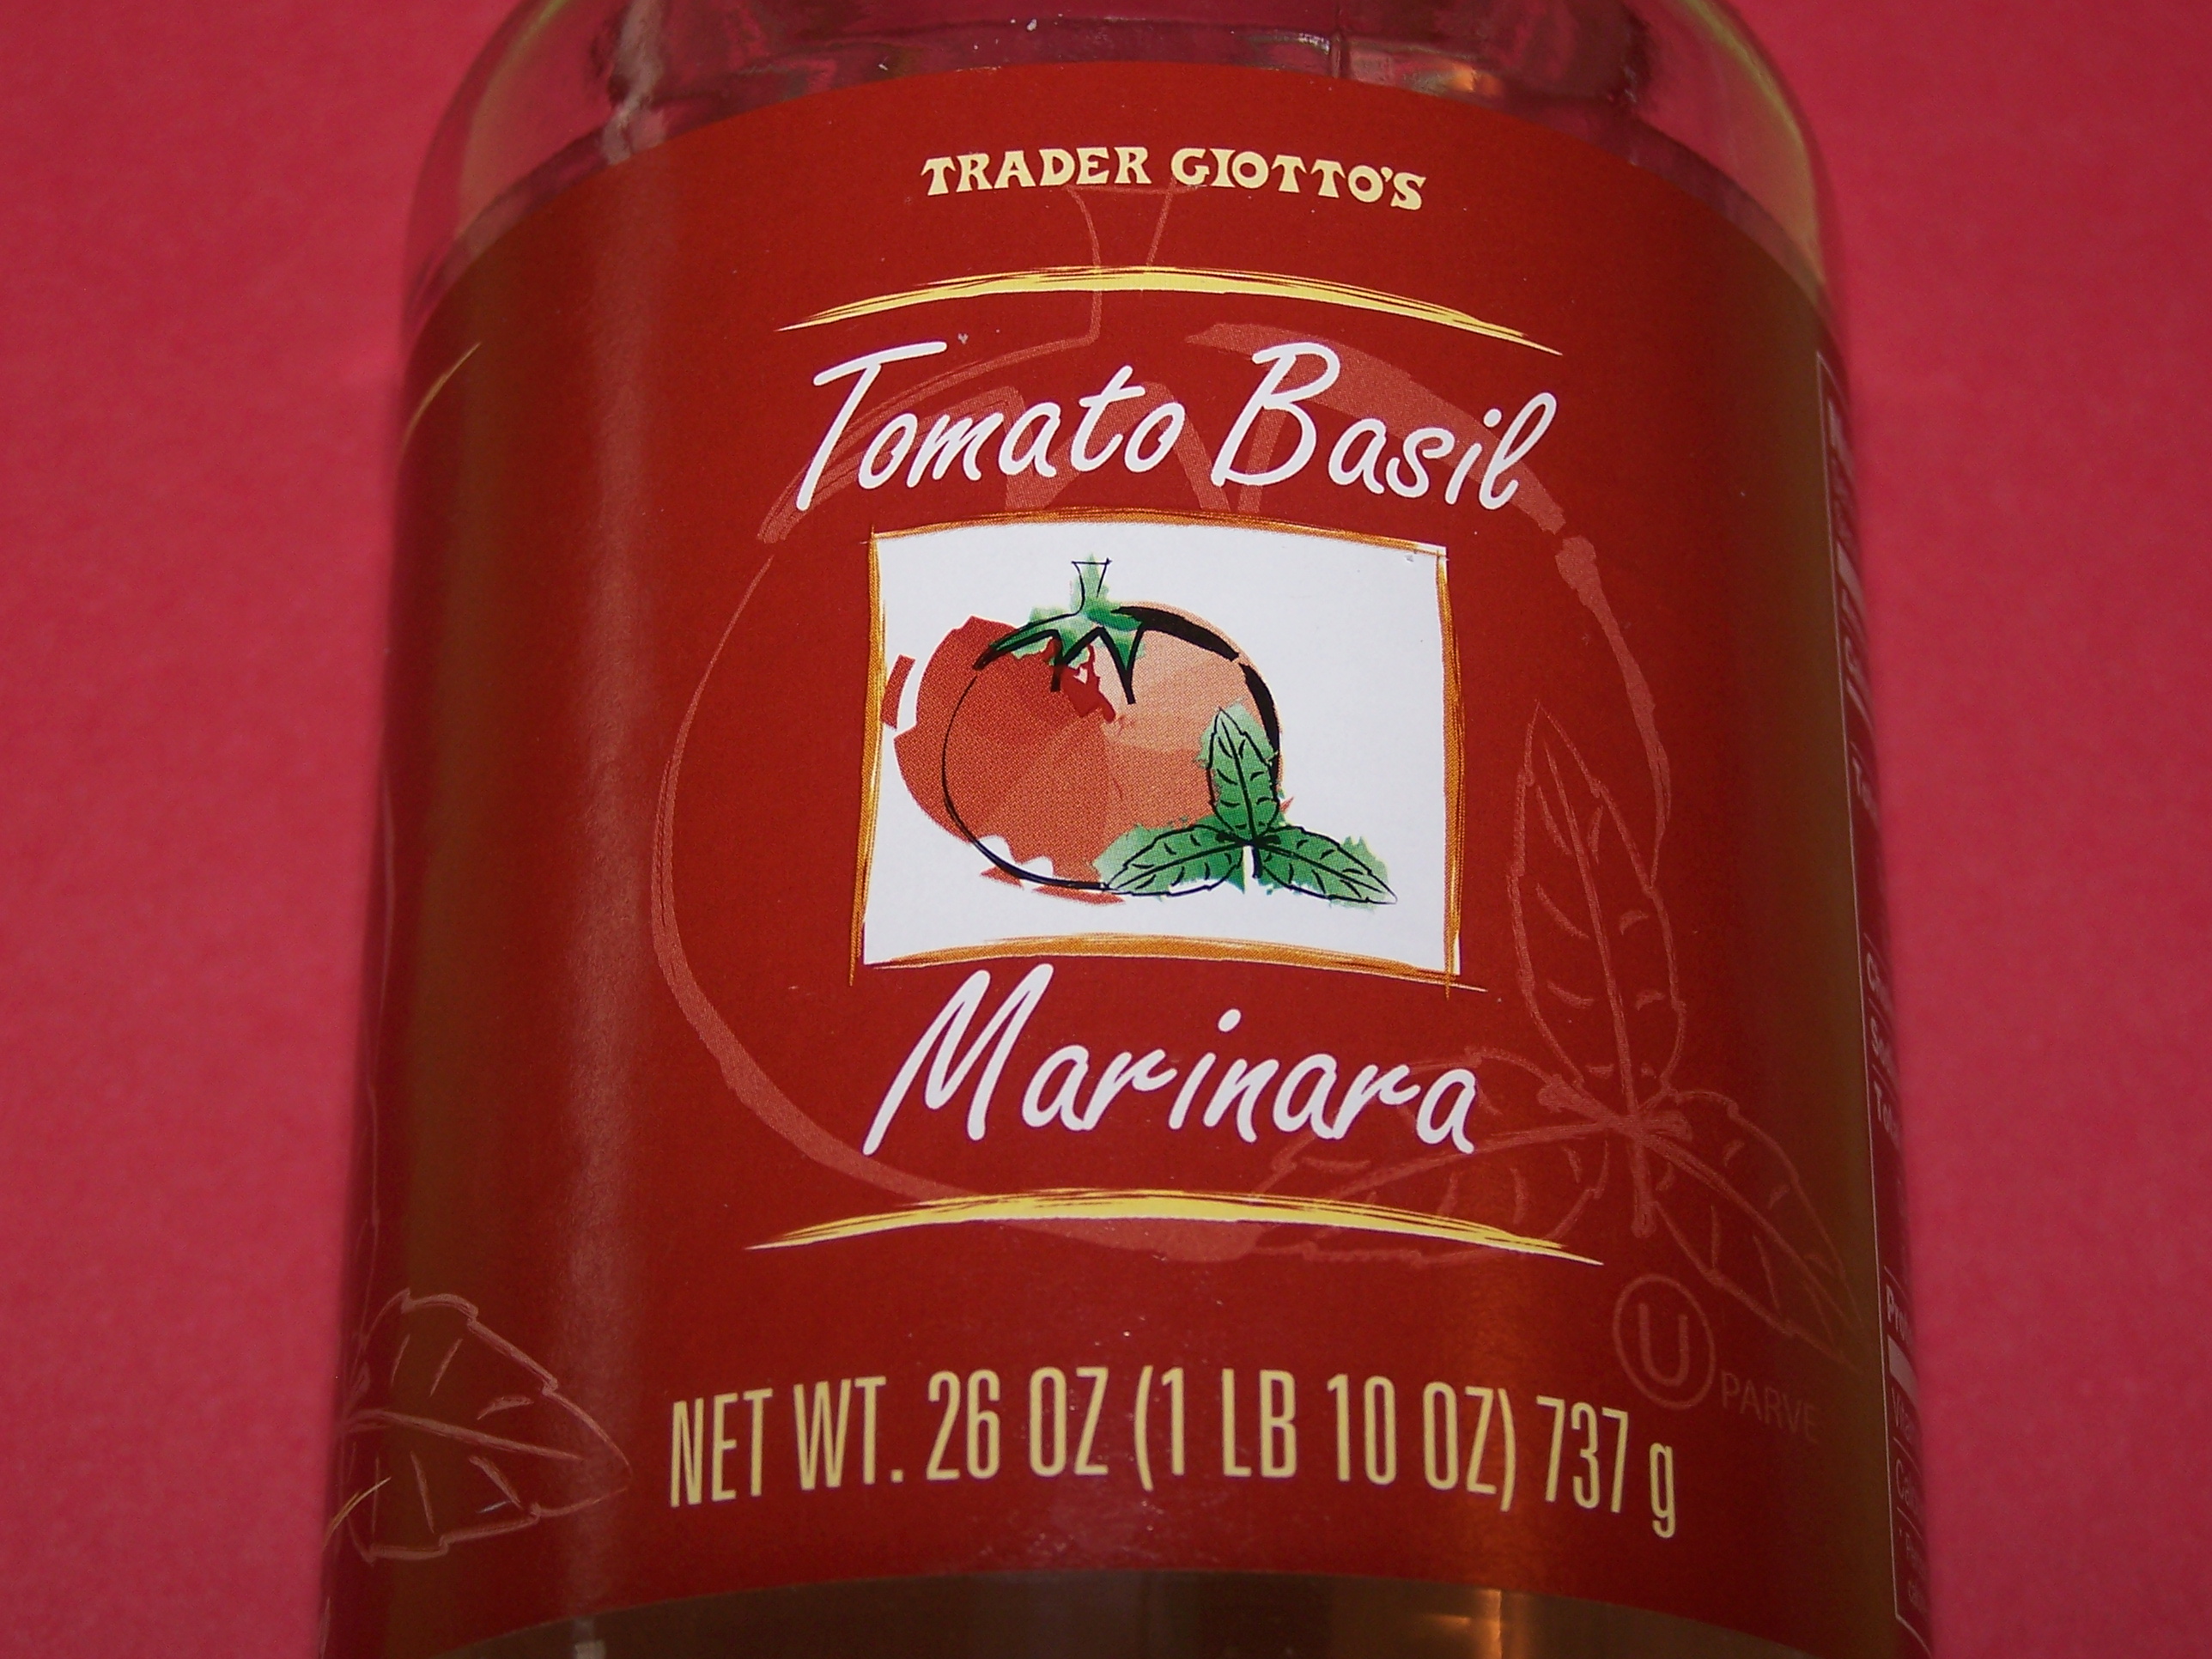 TRADER GIOTTO'S
Tomato Basil
Marinara
U PARVE
NET WT. 26 OZ (1 LB 10 OZ) 737 g